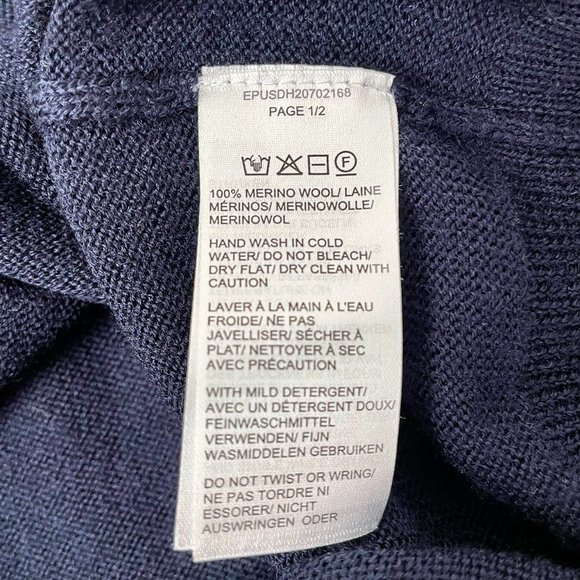 EPUSDH20702168
PAGE 1/2
100% MERINO WOOL/ LAINE
MÉRINOS/ MERINOWOLLE/
MERINOWOL
HAND WASH IN COLD
WATER/ DO NOT BLEACH/
DRY FLAT/ DRY CLEAN WITH
CAUTION
LAVER À LA MAIN À L'EAU
FROIDE/ NE PAS
JAVELLISER/ SÉCHER À
PLAT/ NETTOYER À SEC
AVEC PRÉCAUTION
WITH MILD DETERGENT/
AVEC UN DÉTERGENT DOUX/
FEINWASCHMITTEL
VERWENDEN/ FIJN
WASMIDDELEN GEBRUIKEN
DO NOT TWIST OR WRING/
NE PAS TORDRE NI
ESSORER/ NICHT
AUSWRINGEN ODER